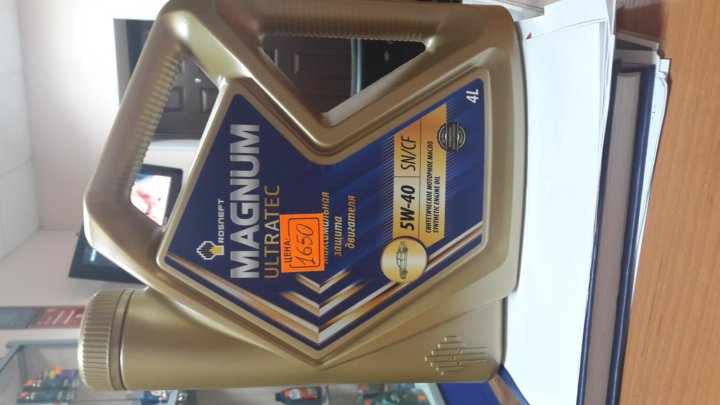 ROSNEFT
MAGNUM
ULTRATEC
ЦЕНА:
1650
максимальная
защита
двигателя
5W-40 SN/CF
СИНТЕТИЧЕСКОЕ МОТОРНОЕ МАСЛО
SYNTHETIC ENGINE OIL
4L